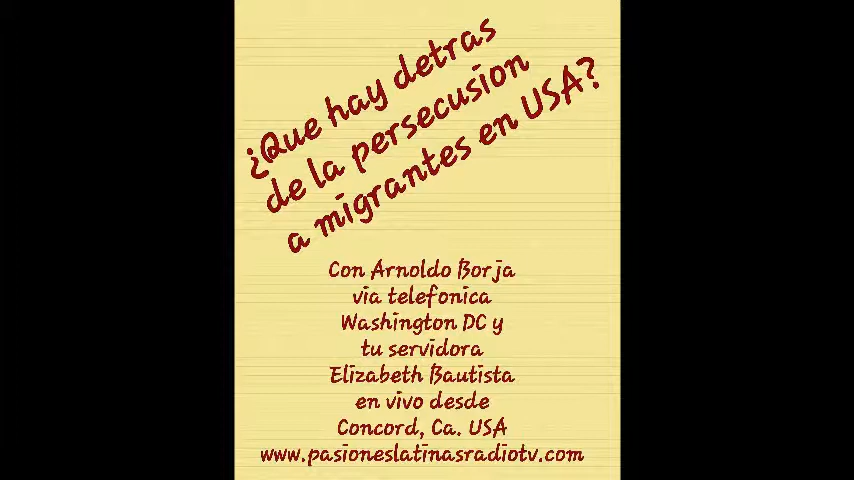 ¿Que hay detras
de la persecusion
a migrantes en USA?
Con Arnoldo Borja
via telefonica
Washington DC y
tu servidora
Elizabeth Bautista
en vivo desde
Concord, Ca. USA
www.pasioneslatinasradiotv.com